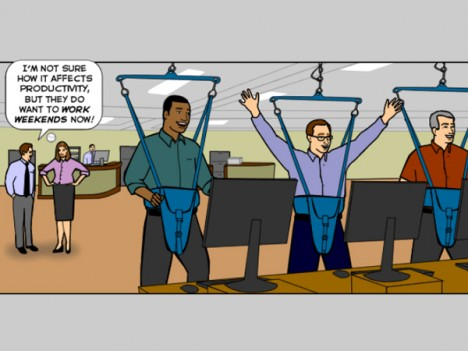 I'M NOT SURE
HOW IT AFFECTS
PRODUCTIVITY,
BUT THEY DO
WANT TO WORK
WEEKENDS NOW!